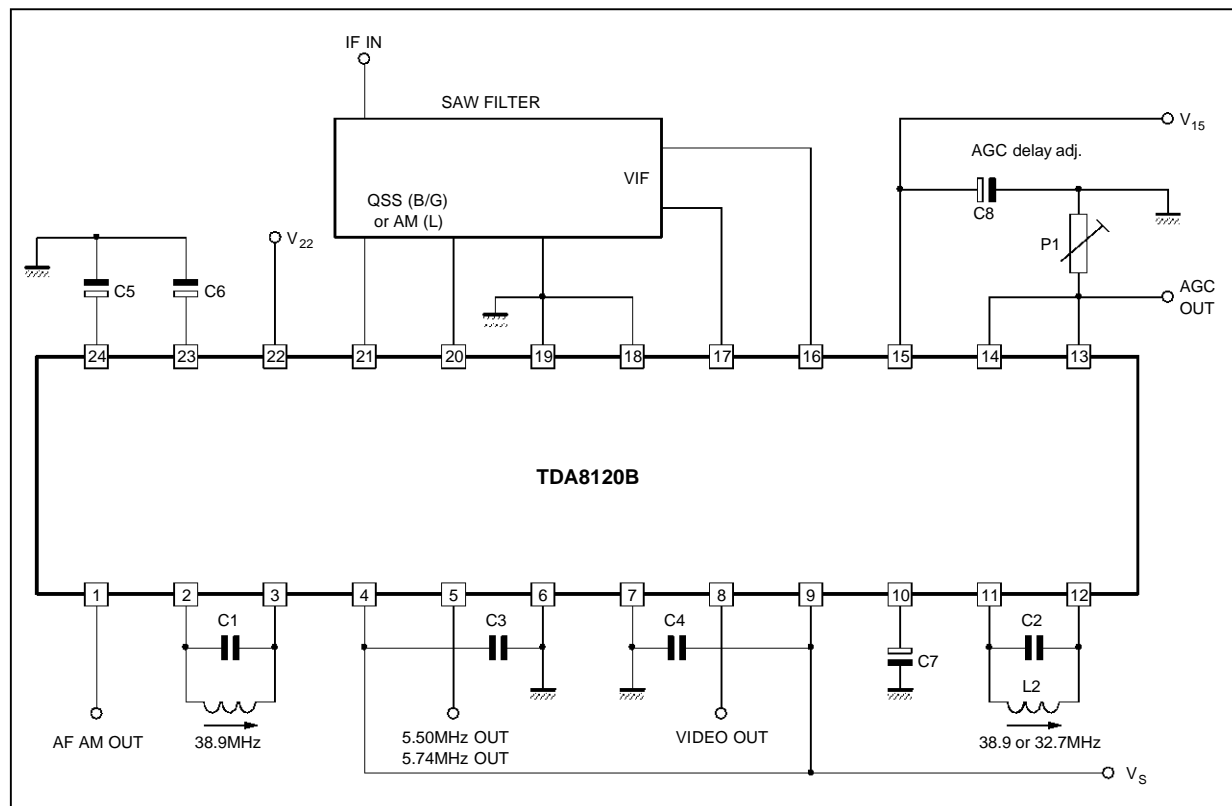 IF IN
SAW FILTER
V15
AGC delay adj.
VIF
QSS (B/G)
or AM (L)
C8
V22
P1
C5
C6
AGC
OUT
24
23
22
21
20
19
18
17
16
15
14
13
TDA8120B
1
2
3
4
5
6
7
8
9
10
11
12
C1
C3
C4
C2
C7
L2
AF AM OUT
38.9MHz
5.50MHz OUT
5.74MHz OUT
VIDEO OUT
38.9 or 32.7MHz
VS